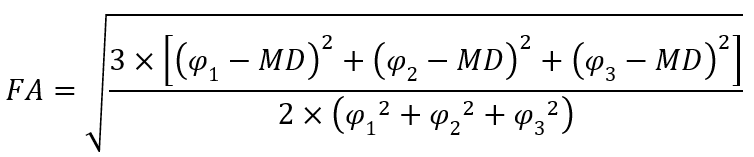 FA = √(3 × [(φ₁ − MD)² + (φ₂ − MD)² + (φ₃ − MD)²] / 2 × (φ₁² + φ₂² + φ₃²))